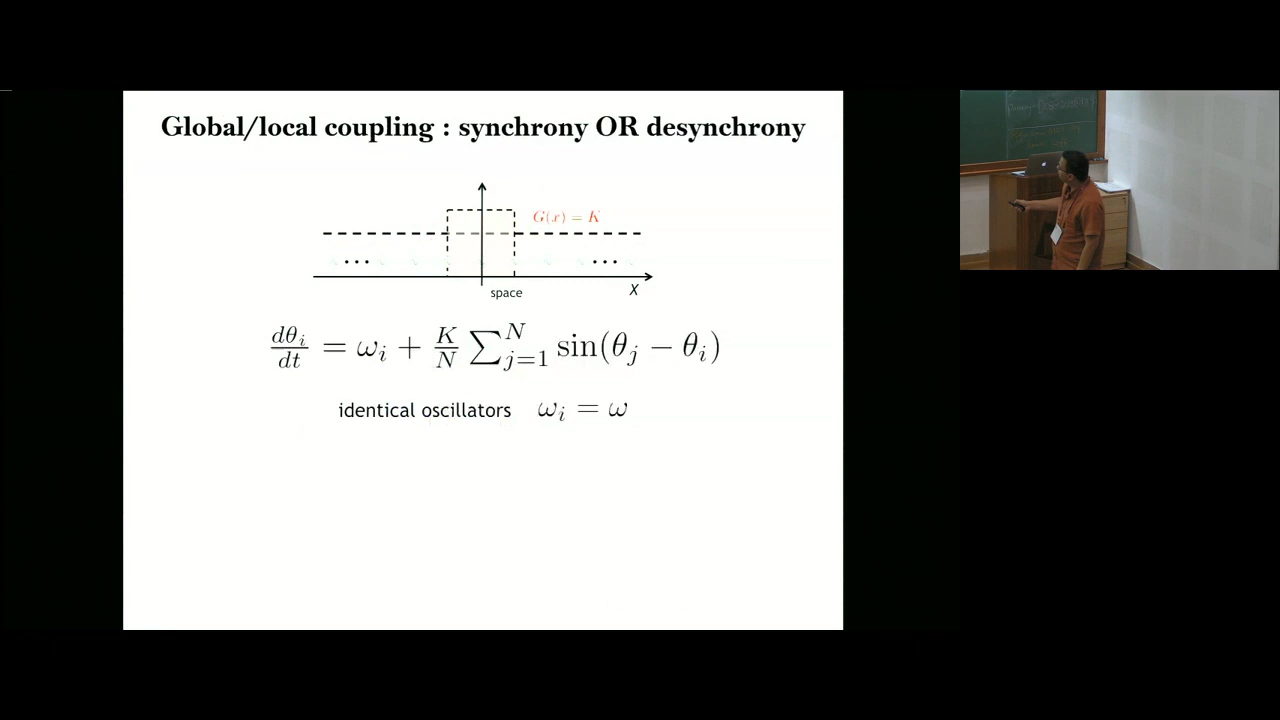 Global/local coupling : synchrony OR desynchrony
G(x) = K
... ...
space
x
dθ_i/dt = ω_i + K/N ∑_{j=1}^{N} sin(θ_j − θ_i)
identical oscillators ω_i = ω